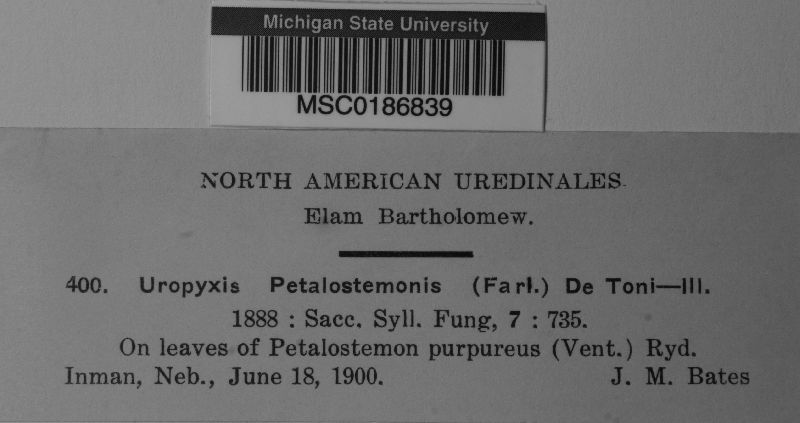 Michigan State University
MSC0186839
NORTH AMERICAN UREDINALES.
Elam Bartholomew.
400. Uropyxis Petalostemonis (Farl.) De Toni—III.
1888 : Sacc. Syll. Fung, 7 : 735.
On leaves of Petalostemon purpureus (Vent.) Ryd.
Inman, Neb., June 18, 1900. J. M. Bates